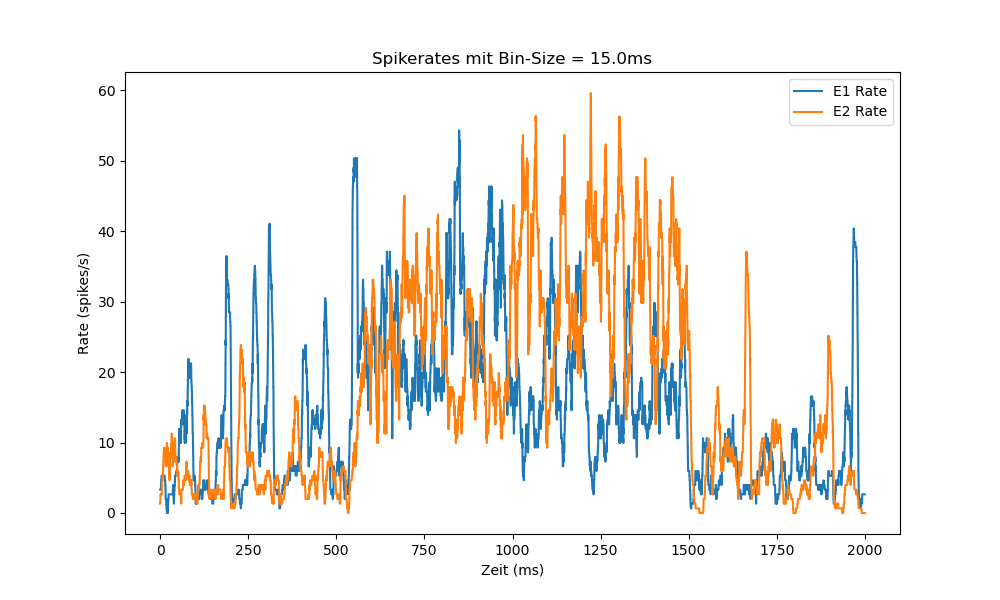 Spikerates mit Bin-Size = 15.0ms
E1 Rate
E2 Rate
60
50
40
30
20
10
0
Rate (spikes/s)
0 250 500 750 1000 1250 1500 1750 2000
Zeit (ms)